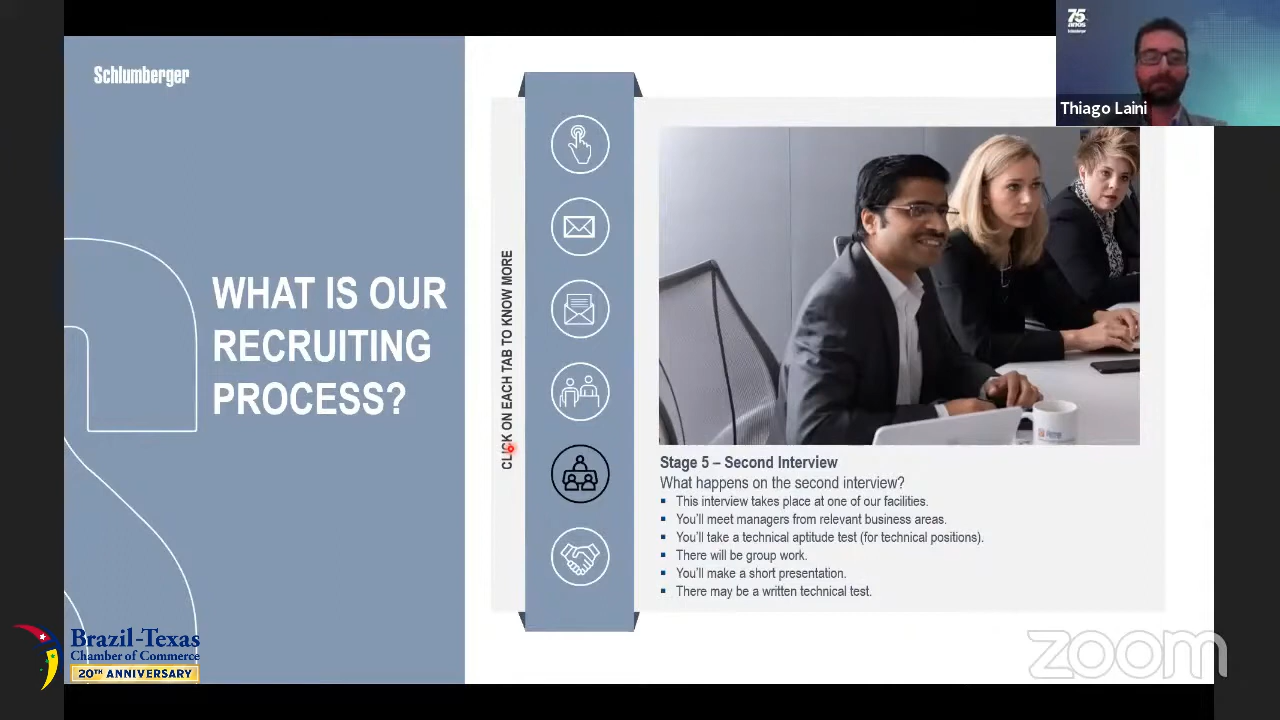 Schlumberger
WHAT IS OUR
RECRUITING
PROCESS?
CLICK ON EACH TAB TO KNOW MORE
Stage 5 – Second Interview
What happens on the second interview?
▪ This interview takes place at one of our facilities.
▪ You'll meet managers from relevant business areas.
▪ You'll take a technical aptitude test (for technical positions).
▪ There will be group work.
▪ You'll make a short presentation.
▪ There may be a written technical test.
75
anos
Schlumberger
Thiago Laini
Brazil-Texas
Chamber of Commerce
20TH ANNIVERSARY
zoom